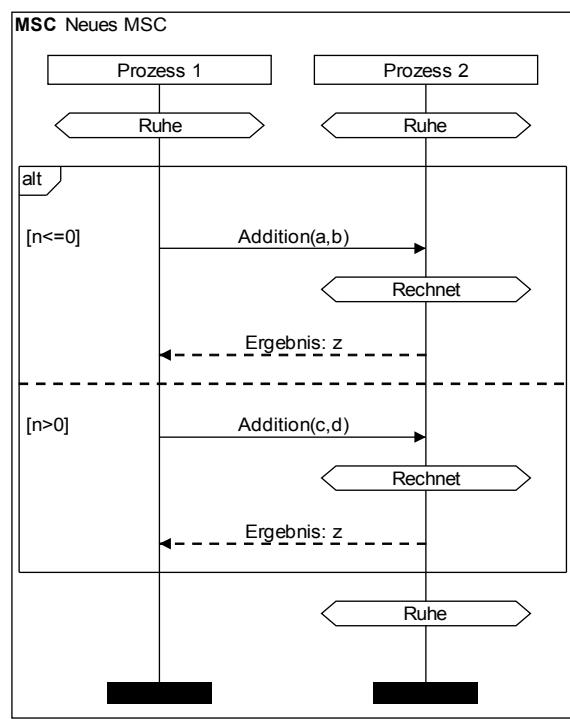 MSC Neues MSC
Prozess 1
Prozess 2
Ruhe
Ruhe
alt
[n<=0]
Addition(a,b)
Rechnet
Ergebnis: z
[n>0]
Addition(c,d)
Rechnet
Ergebnis: z
Ruhe